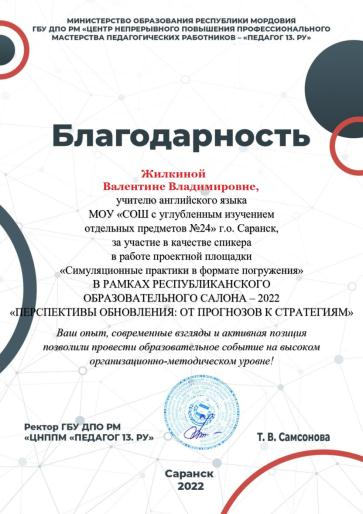 МИНИСТЕРСТВО ОБРАЗОВАНИЯ РЕСПУБЛИКИ МОРДОВИЯ
ГБУ ДПО РМ «ЦЕНТР НЕПРЕРЫВНОГО ПОВЫШЕНИЯ ПРОФЕССИОНАЛЬНОГО
МАСТЕРСТВА ПЕДАГОГИЧЕСКИХ РАБОТНИКОВ – «ПЕДАГОГ 13. РУ»
Благодарность
Жилкиной
Валентине Владимировне,
учителю английского языка
МОУ «СОШ с углубленным изучением
отдельных предметов №24» г.о. Саранск,
за участие в качестве спикера
в работе проектной площадки
«Симуляционные практики в формате погружения»
В РАМКАХ РЕСПУБЛИКАНСКОГО
ОБРАЗОВАТЕЛЬНОГО САЛОНА – 2022
«ПЕРСПЕКТИВЫ ОБНОВЛЕНИЯ: ОТ ПРОГНОЗОВ К СТРАТЕГИЯМ»
Ваш опыт, современные взгляды и активная позиция
позволили провести образовательное событие на высоком
организационно-методическом уровне!
Ректор ГБУ ДПО РМ
«ЦНППМ «ПЕДАГОГ 13. РУ»
Т. В. Самсонова
Саранск
2022